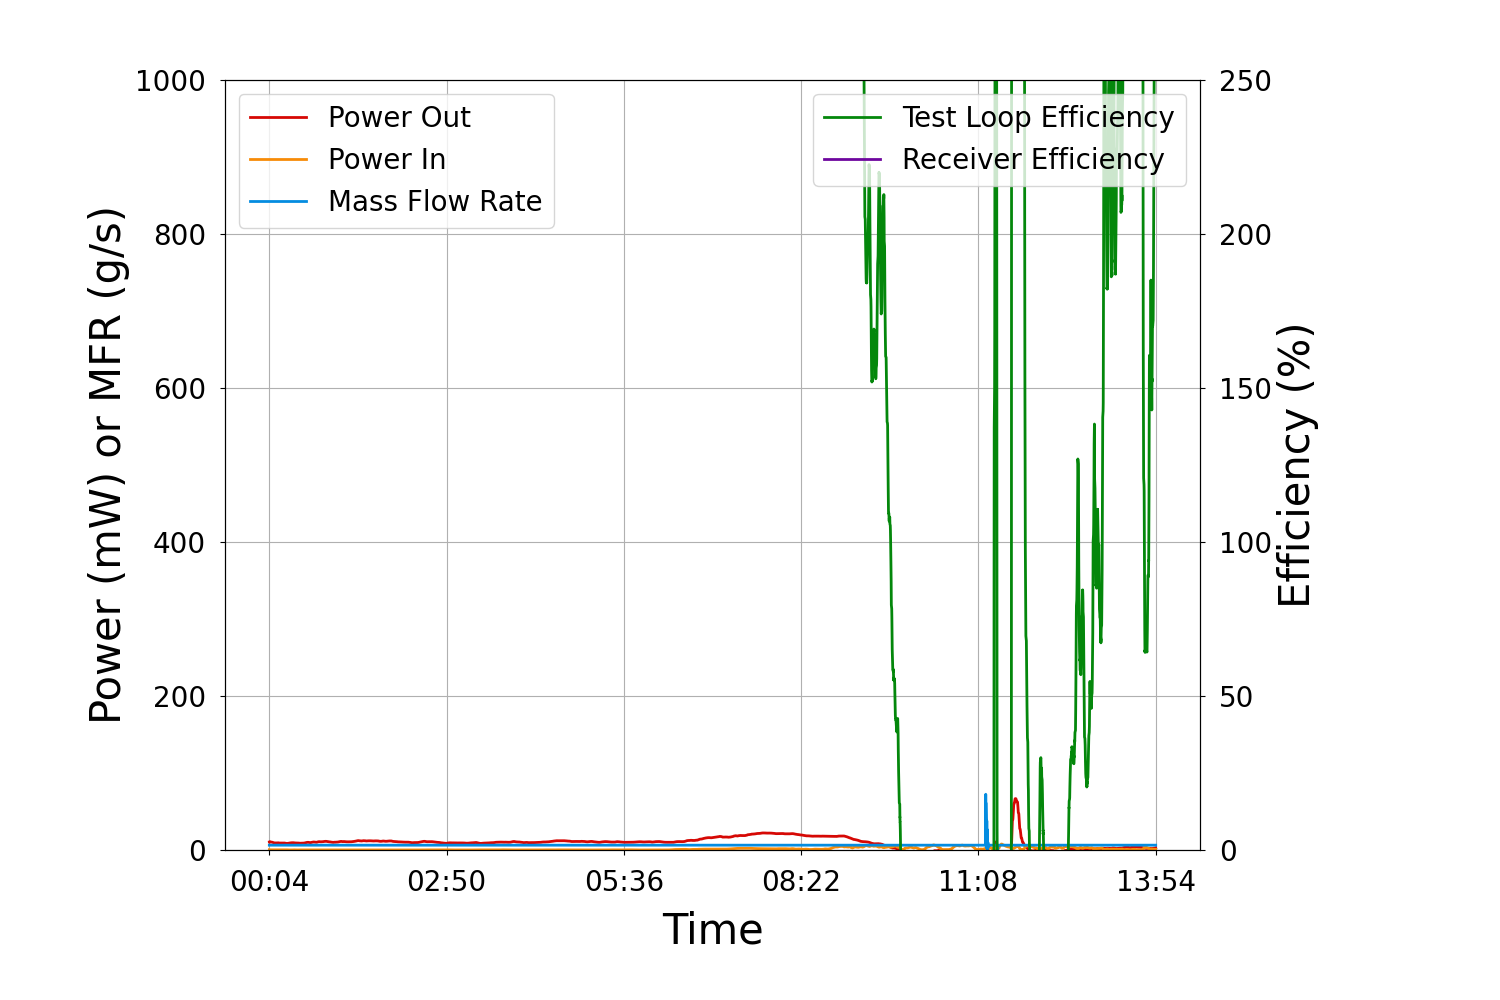 Power Out
Power In
Mass Flow Rate
Test Loop Efficiency
Receiver Efficiency
1000
800
600
400
200
0
Power (mW) or MFR (g/s)
250
200
150
100
50
0
Efficiency (%)
00:04 02:50 05:36 08:22 11:08 13:54
Time